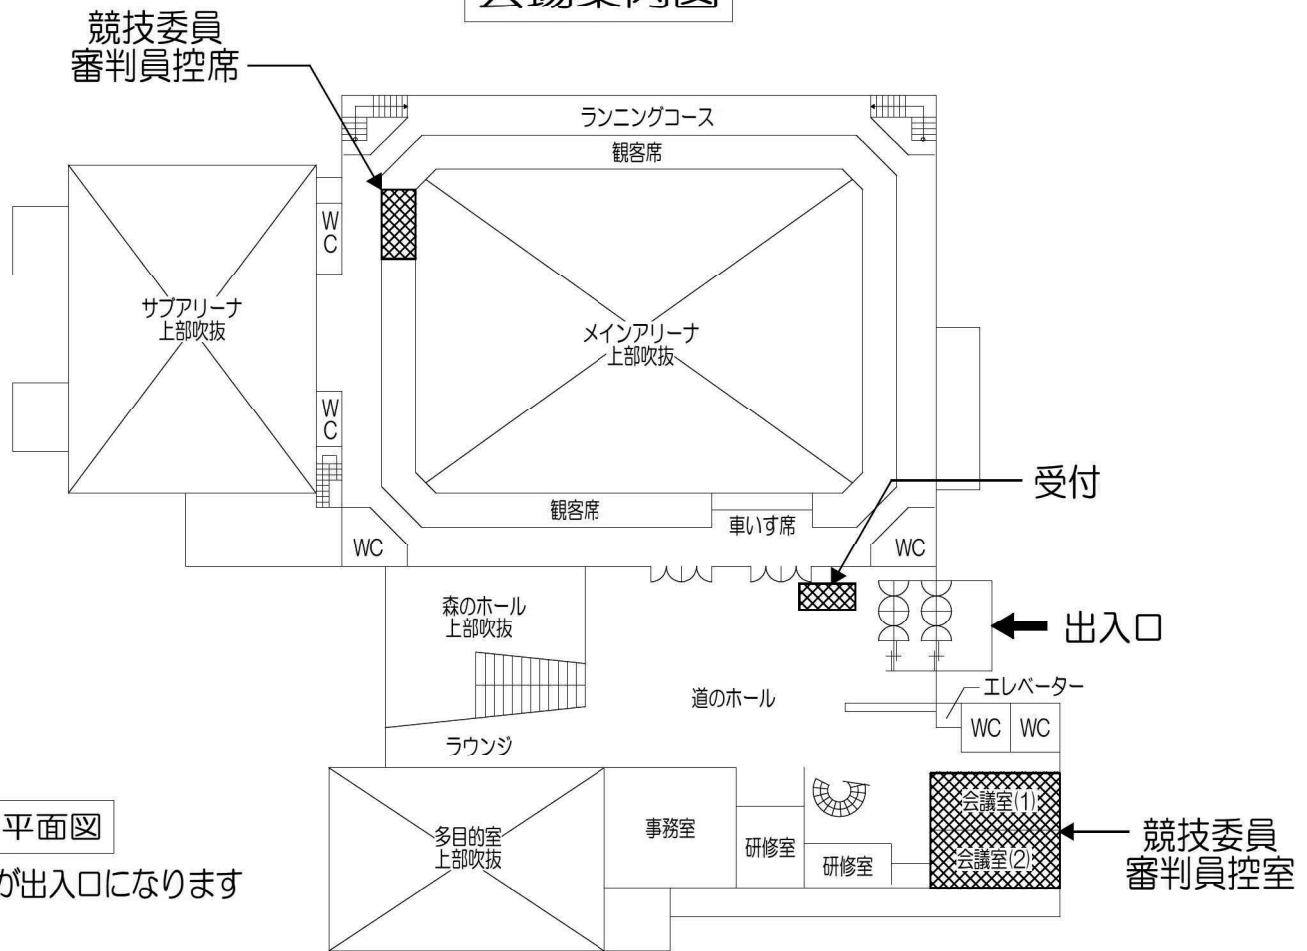 会場案内図
競技委員
審判員控席
ランニングコース
観客席
WC
サブアリーナ
上部吹抜
メインアリーナ
上部吹抜
WC
受付
観客席
車いす席
WC
WC
森のホール
上部吹抜
出入口
道のホール
エレベーター
WC
WC
ラウンジ
会議室(1)
平面図
多目的室
上部吹抜
事務室
研修室
研修室
会議室(2)
競技委員
審判員控室
が出入口になります